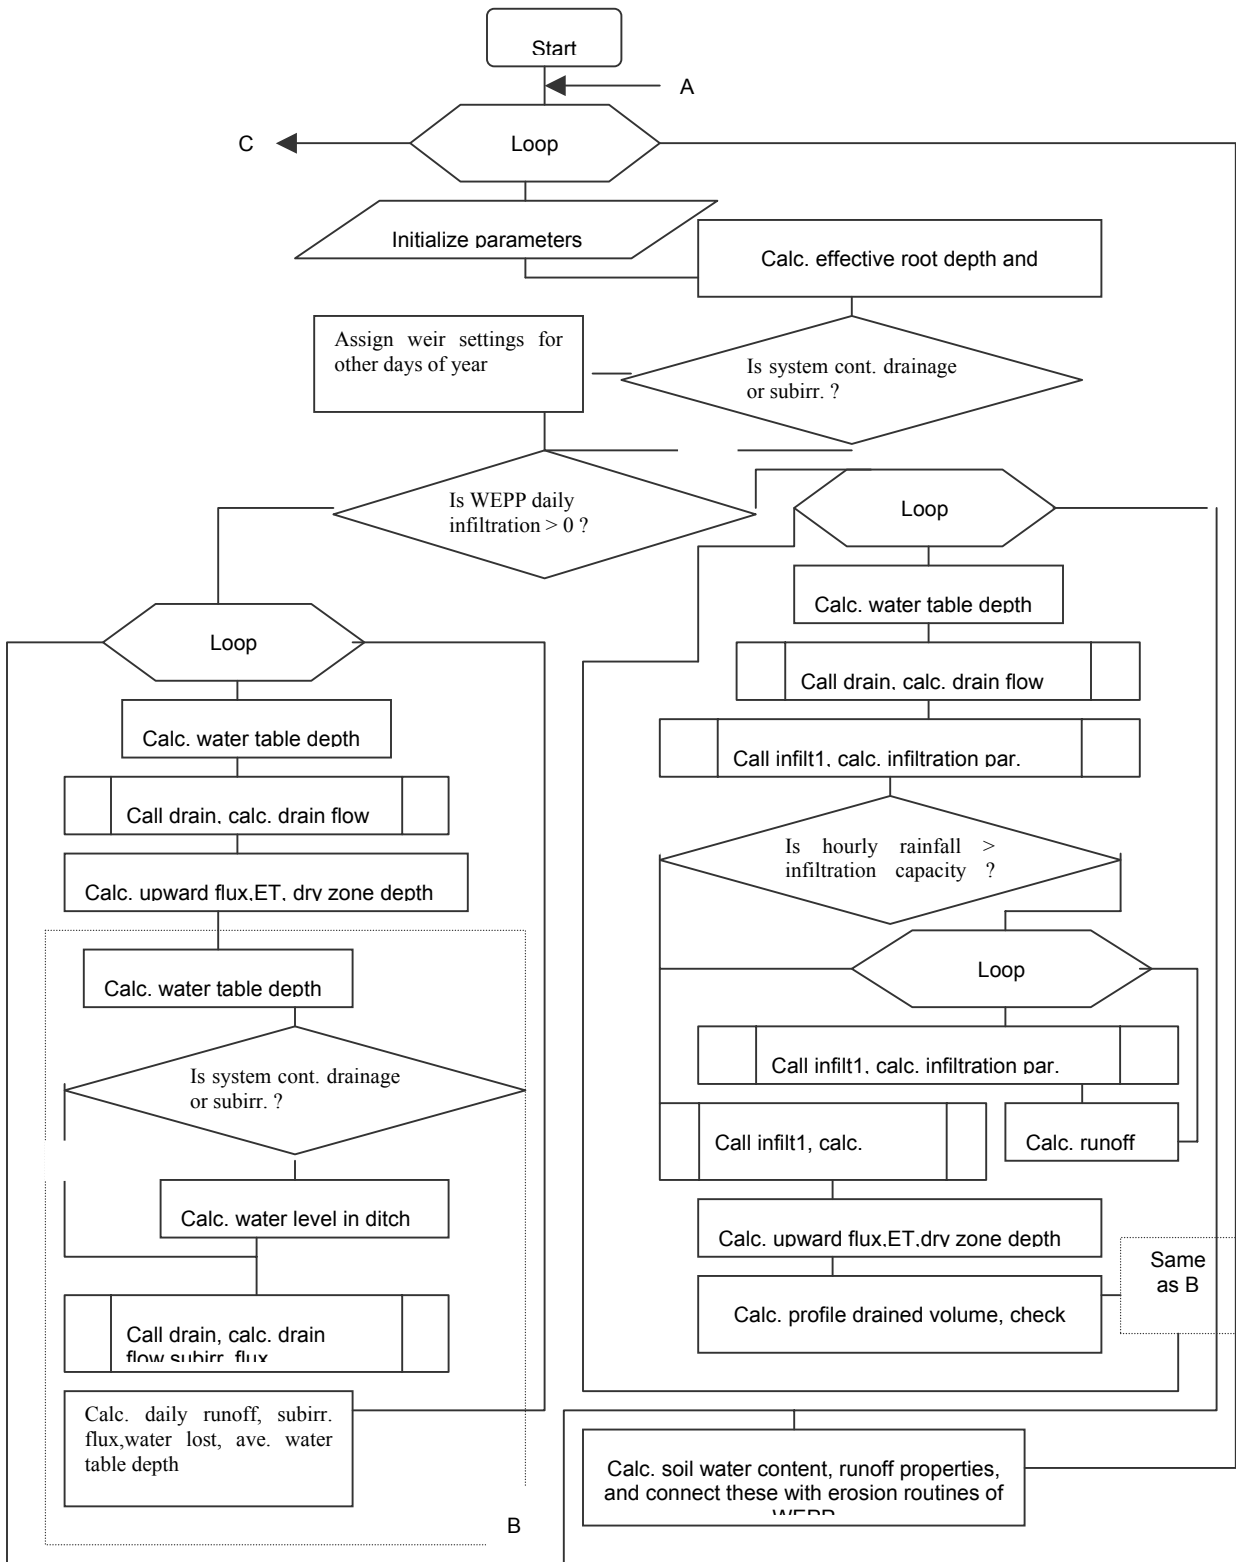 Start
A
C
Loop
Initialize parameters
Calc. effective root depth and
Assign weir settings for
other days of year
Is system cont. drainage
or subirr. ?
Is WEPP daily
infiltration > 0 ?
Loop
Calc. water table depth
Call drain, calc. drain flow
Call infilt1, calc. infiltration par.
Is hourly rainfall >
infiltration capacity ?
Loop
Call infilt1, calc. infiltration par.
Calc. runoff
Call infilt1, calc.
Calc. upward flux,ET,dry zone depth
Calc. profile drained volume, check
Same
as B
Loop
Calc. water table depth
Call drain, calc. drain flow
Calc. upward flux,ET, dry zone depth
Calc. water table depth
Is system cont. drainage
or subirr. ?
Calc. water level in ditch
Call drain, calc. drain
flow subirr. flux
Calc. daily runoff, subirr.
flux,water lost, ave. water
table depth
B
Calc. soil water content, runoff properties,
and connect these with erosion routines of
WEPP